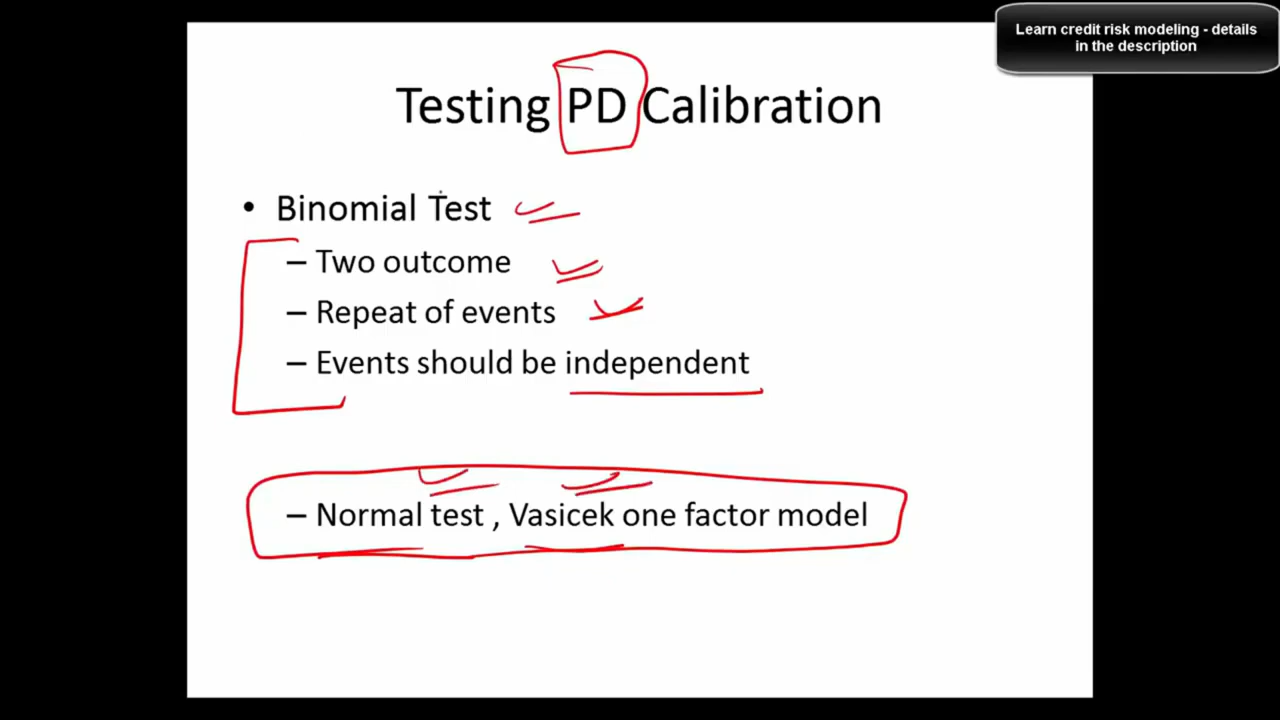 Learn credit risk modeling - details
in the description
Testing PD Calibration
• Binomial Test
– Two outcome
– Repeat of events
– Events should be independent
– Normal test , Vasicek one factor model